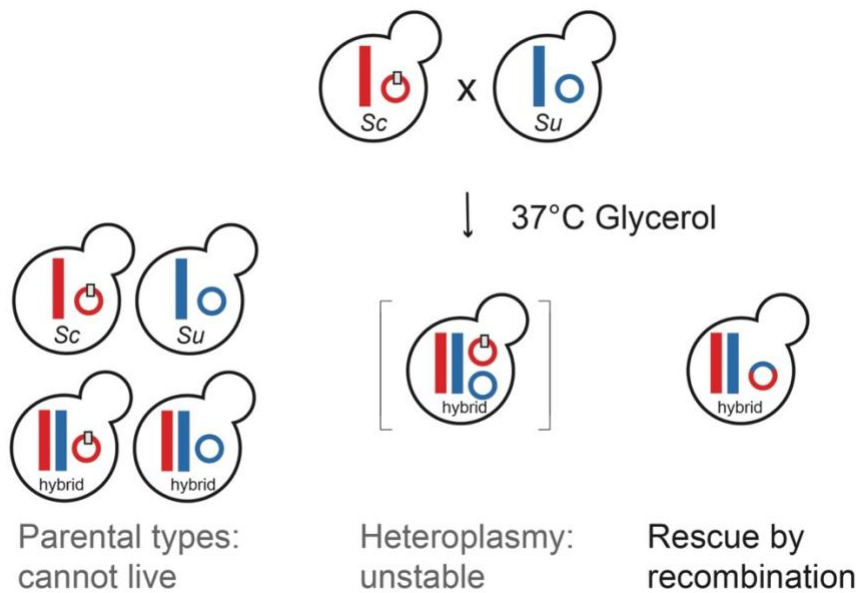 Sc x Su
37°C Glycerol
Sc Su
hybrid hybrid
hybrid
hybrid
Parental types:
cannot live
Heteroplasmy:
unstable
Rescue by
recombination